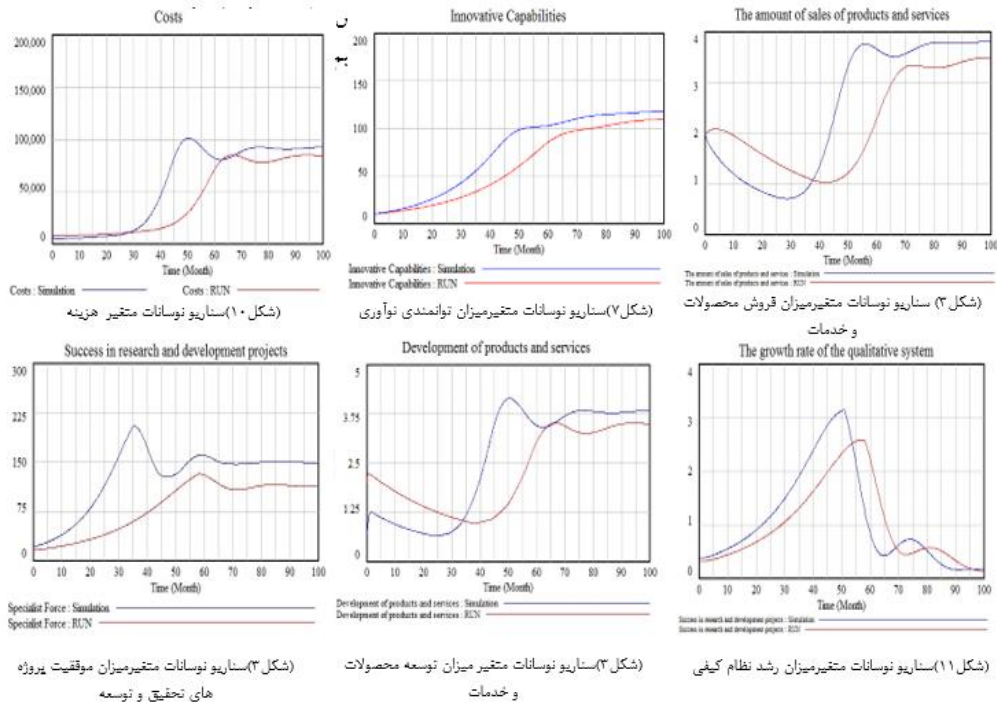 Costs
200,000
150,000
100,000
50,000
0
0 10 20 30 40 50 60 70 80 90 100
Time (Month)
Costs : Simulation
Costs : RUN
(شکل۱۰)سناریو نوسانات متغیر هزینه
Innovative Capabilities
200
150
100
50
0
0 10 20 30 40 50 60 70 80 90 100
Time (Month)
Innovative Capabilities : Simulation
Innovative Capabilities : RUN
(شکل۷)سناریو نوسانات متغیرمیزان توانمندی نوآوری
The amount of sales of products and services
4
3
2
1
0
0 10 20 30 40 50 60 70 80 90 100
Time (Month)
The amount of sales of products and services : Simulation
The amount of sales of products and services : RUN
(شکل۳) سناریو نوسانات متغیرمیزان قروش محصولات
و خدمات
Success in research and development projects
300
225
150
75
0
0 10 20 30 40 50 60 70 80 90 100
Time (Month)
Specialist Force : Simulation
Specialist Force : RUN
(شکل۳)سناریو نوسانات متغیرمیزان موفقیت پروژه
های تحقیق و توسعه
Development of products and services
5
3.75
2.5
1.25
0
0 10 20 30 40 50 60 70 80 90 100
Time (Month)
Development of products and services : Simulation
Development of products and services : RUN
(شکل۳)سناریو نوسانات متغیر میزان توسعه محصولات
و خدمات
The growth rate of the qualitative system
4
3
2
1
0
0 10 20 30 40 50 60 70 80 90 100
Time (Month)
Success in research and development projects : Simulation
Success in research and development projects : RUN
(شکل۱۱)سناریو نوسانات متغیرمیزان رشد نظام کیفی